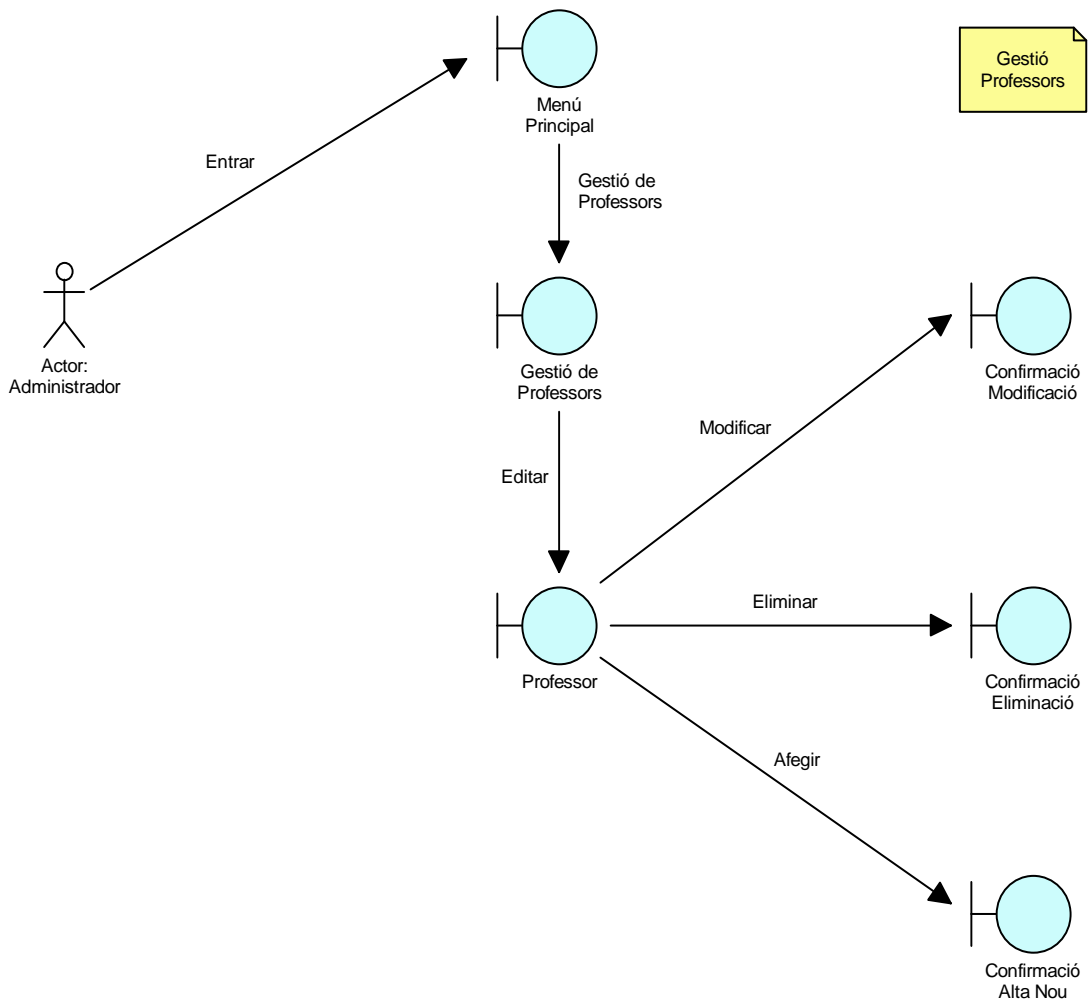 Menú
Principal
Gestió
Professors
Entrar
Gestió de
Professors
Actor:
Administrador
Gestió de
Professors
Confirmació
Modificació
Modificar
Editar
Eliminar
Professor
Confirmació
Eliminació
Afegir
Confirmació
Alta Nou